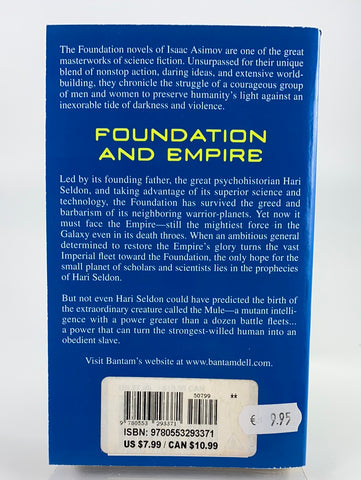 The Foundation novels of Isaac Asimov are one of the great
masterworks of science fiction. Unsurpassed for their unique
blend of nonstop action, daring ideas, and extensive world-
building, they chronicle the struggle of a courageous group
of men and women to preserve humanity's light against an
inexorable tide of darkness and violence.
FOUNDATION
AND EMPIRE
Led by its founding father, the great psychohistorian Hari
Seldon, and taking advantage of its superior science and
technology, the Foundation has survived the greed and
barbarism of its neighboring warrior-planets. Yet now it
must face the Empire—still the mightiest force in the
Galaxy even in its death throes. When an ambitious general
determined to restore the Empire's glory turns the vast
Imperial fleet toward the Foundation, the only hope for the
small planet of scholars and scientists lies in the prophecies
of Hari Seldon.
But not even Hari Seldon could have predicted the birth of
the extraordinary creature called the Mule—a mutant intelli-
gence with a power greater than a dozen battle fleets...
a power that can turn the strongest-willed human into an
obedient slave.
Visit Bantam's website at www.bantamdell.com.
50799
**
9 780553 293371
ISBN: 9780553293371
US $7.99 / CAN $10.99
€ 9.95